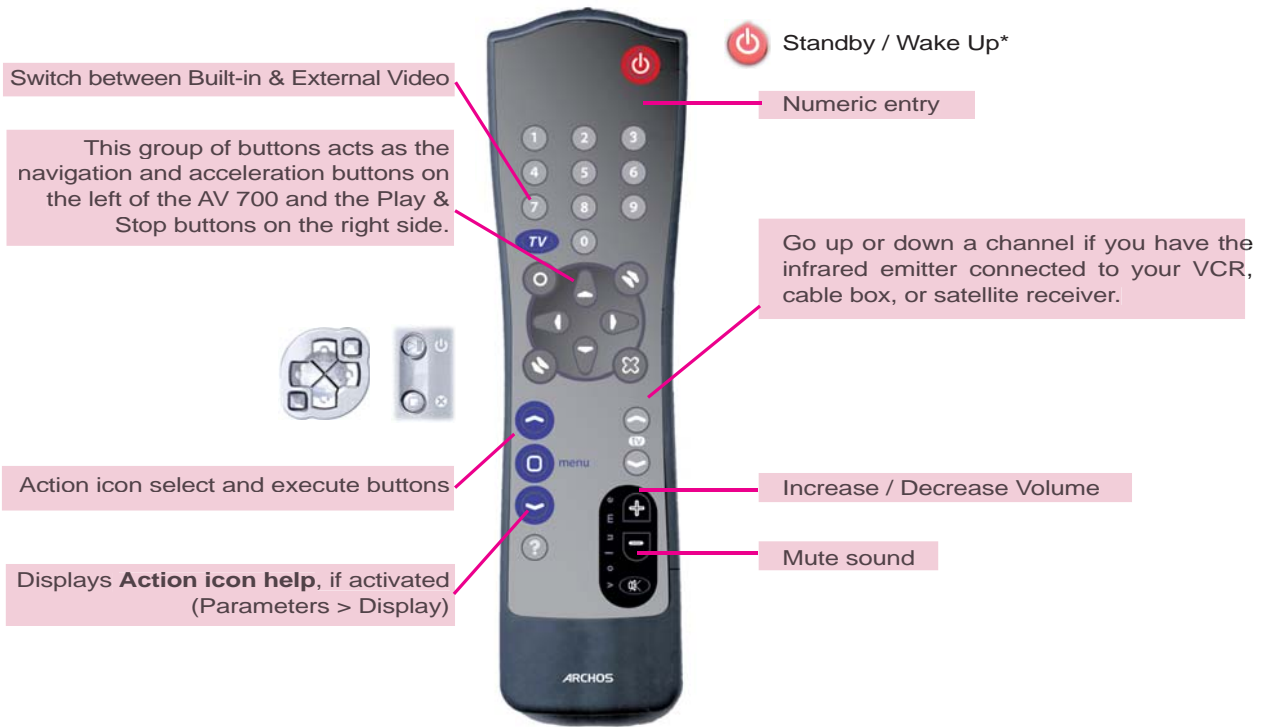 Standby / Wake Up*
Switch between Built-in & External Video
Numeric entry
This group of buttons acts as the
navigation and acceleration buttons on
the left of the AV 700 and the Play &
Stop buttons on the right side.
1 2 3
4 5 6
7 8 9
TV 0
Go up or down a channel if you have the
infrared emitter connected to your VCR,
cable box, or satellite receiver.
tv
menu
Action icon select and execute buttons
Increase / Decrease Volume
volume
?
Mute sound
Displays Action icon help, if activated
(Parameters > Display)
ARCHOS